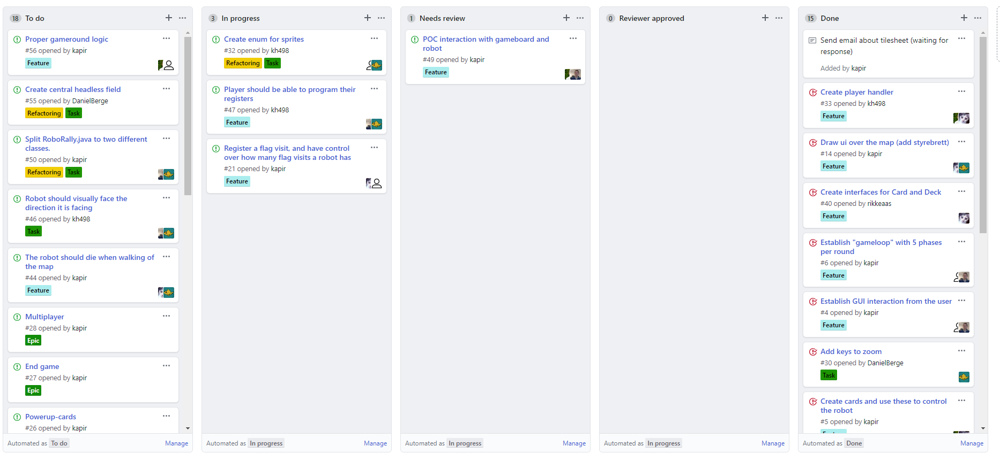 18 To do
Proper gameround logic
#56 opened by kapir
Feature
Create central headless field
#55 opened by DanielBerge
Refactoring Task
Split RoboRally.java to two different
classes.
#50 opened by kapir
Refactoring Task
Robot should visually face the
direction it is facing
#46 opened by kh498
Task
The robot should die when walking of
the map
#44 opened by kapir
Feature
Multiplayer
#28 opened by kapir
Epic
End game
#27 opened by kapir
Epic
Powerup-cards
#26 opened by kapir
Automated as To do Manage
3 In progress
Create enum for sprites
#32 opened by kh498
Refactoring Task
Player should be able to program their
registers
#47 opened by kh498
Feature
Register a flag visit, and have control
over how many flag visits a robot has
#21 opened by kapir
Feature
Automated as In progress Manage
1 Needs review
POC interaction with gameboard and
robot
#49 opened by kapir
Feature
Automated as In progress Manage
0 Reviewer approved
Automated as In progress Manage
15 Done
Send email about tilesheet (waiting for
response)
Added by kapir
Create player handler
#33 opened by kh498
Feature
Draw ui over the map (add styrebrett)
#14 opened by kapir
Feature
Create interfaces for Card and Deck
#40 opened by rikkeaas
Feature
Establish "gameloop" with 5 phases
per round
#6 opened by kapir
Feature
Establish GUI interaction from the user
#4 opened by kapir
Feature
Add keys to zoom
#30 opened by DanielBerge
Task
Create cards and use these to control
the robot
#5 opened by kapir
Automated as Done Manage